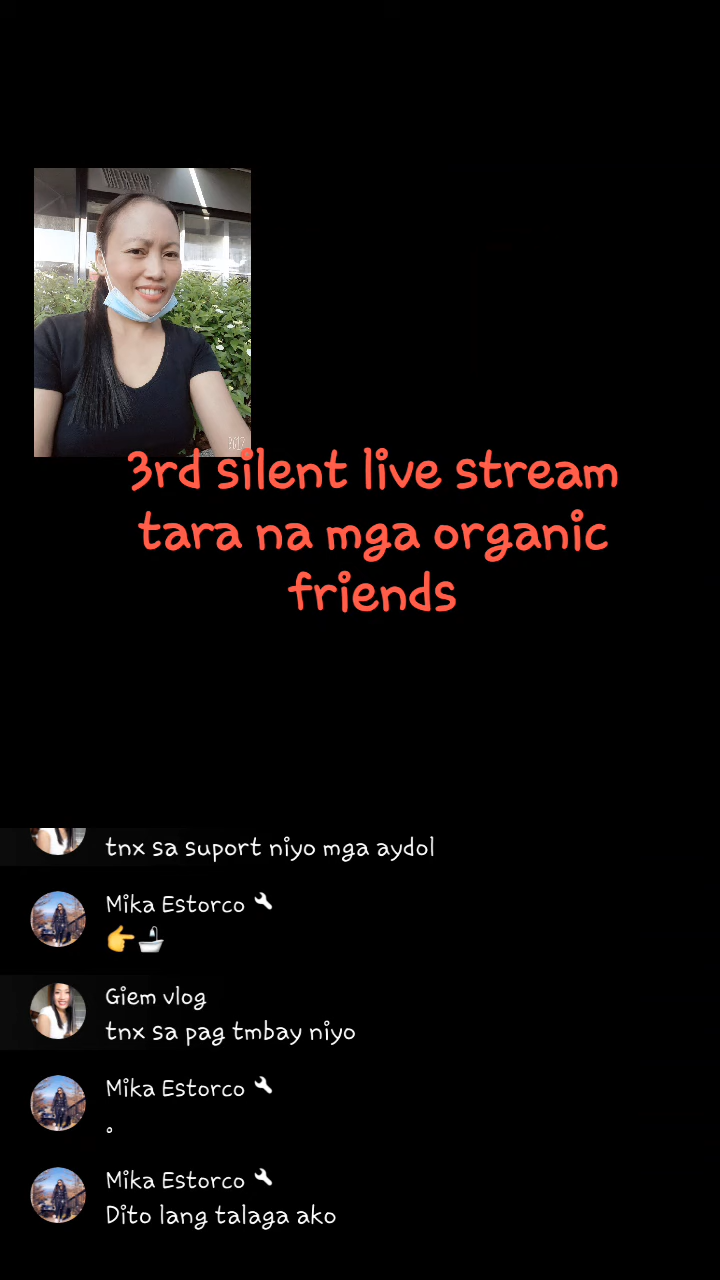 3rd silent live stream
tara na mga organic
friends
tnx sa suport niyo mga aydol
Mika Estorco 🔧
👉🛁
Giem vlog
tnx sa pag tmbay niyo
Mika Estorco 🔧
°
Mika Estorco 🔧
Dito lang talaga ako